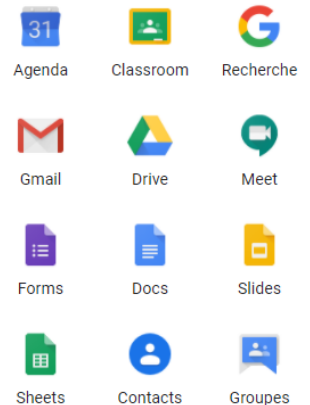 31
Agenda Classroom Recherche
Gmail Drive Meet
Forms Docs Slides
Sheets Contacts Groupes